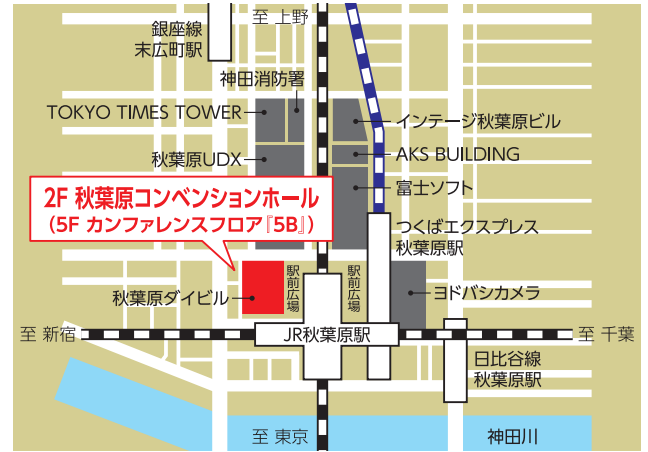 至 上野
銀座線
末広町駅
神田消防署
TOKYO TIMES TOWER
インテージ秋葉原ビル
秋葉原UDX
AKS BUILDING
富士ソフト
2F 秋葉原コンベンションホール
(5F カンファレンスフロア『5B』)
つくばエクスプレス
秋葉原駅
駅前広場
駅前広場
秋葉原ダイビル
ヨドバシカメラ
至 新宿
JR秋葉原駅
至 千葉
日比谷線
秋葉原駅
至 東京
神田川